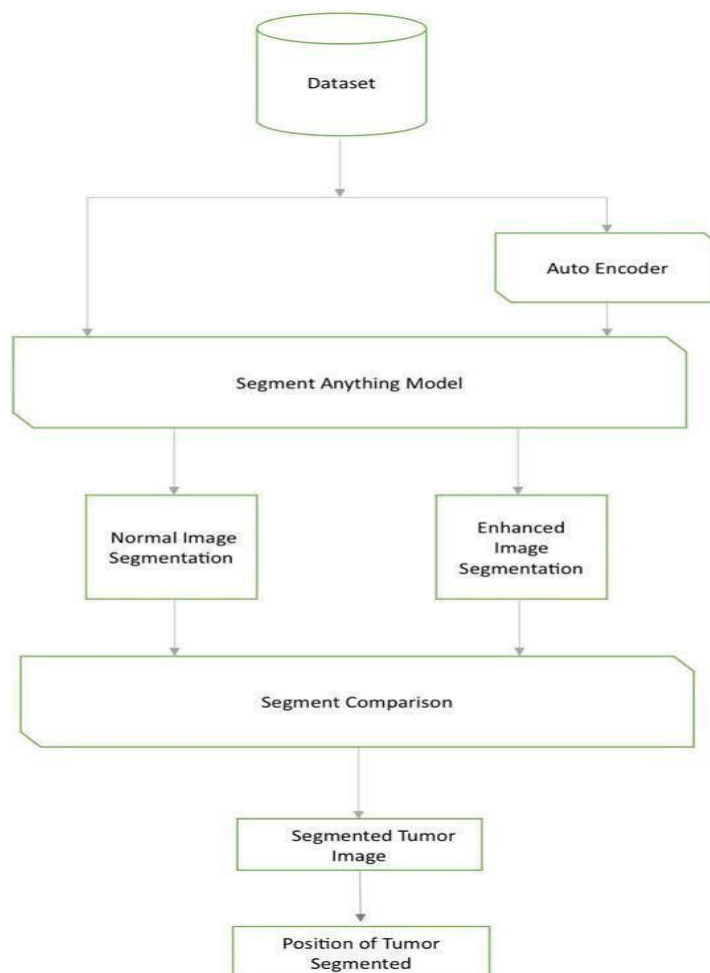 Dataset
Auto Encoder
Segment Anything Model
Normal Image
Segmentation
Enhanced
Image
Segmentation
Segment Comparison
Segmented Tumor
Image
Position of Tumor
Segmented